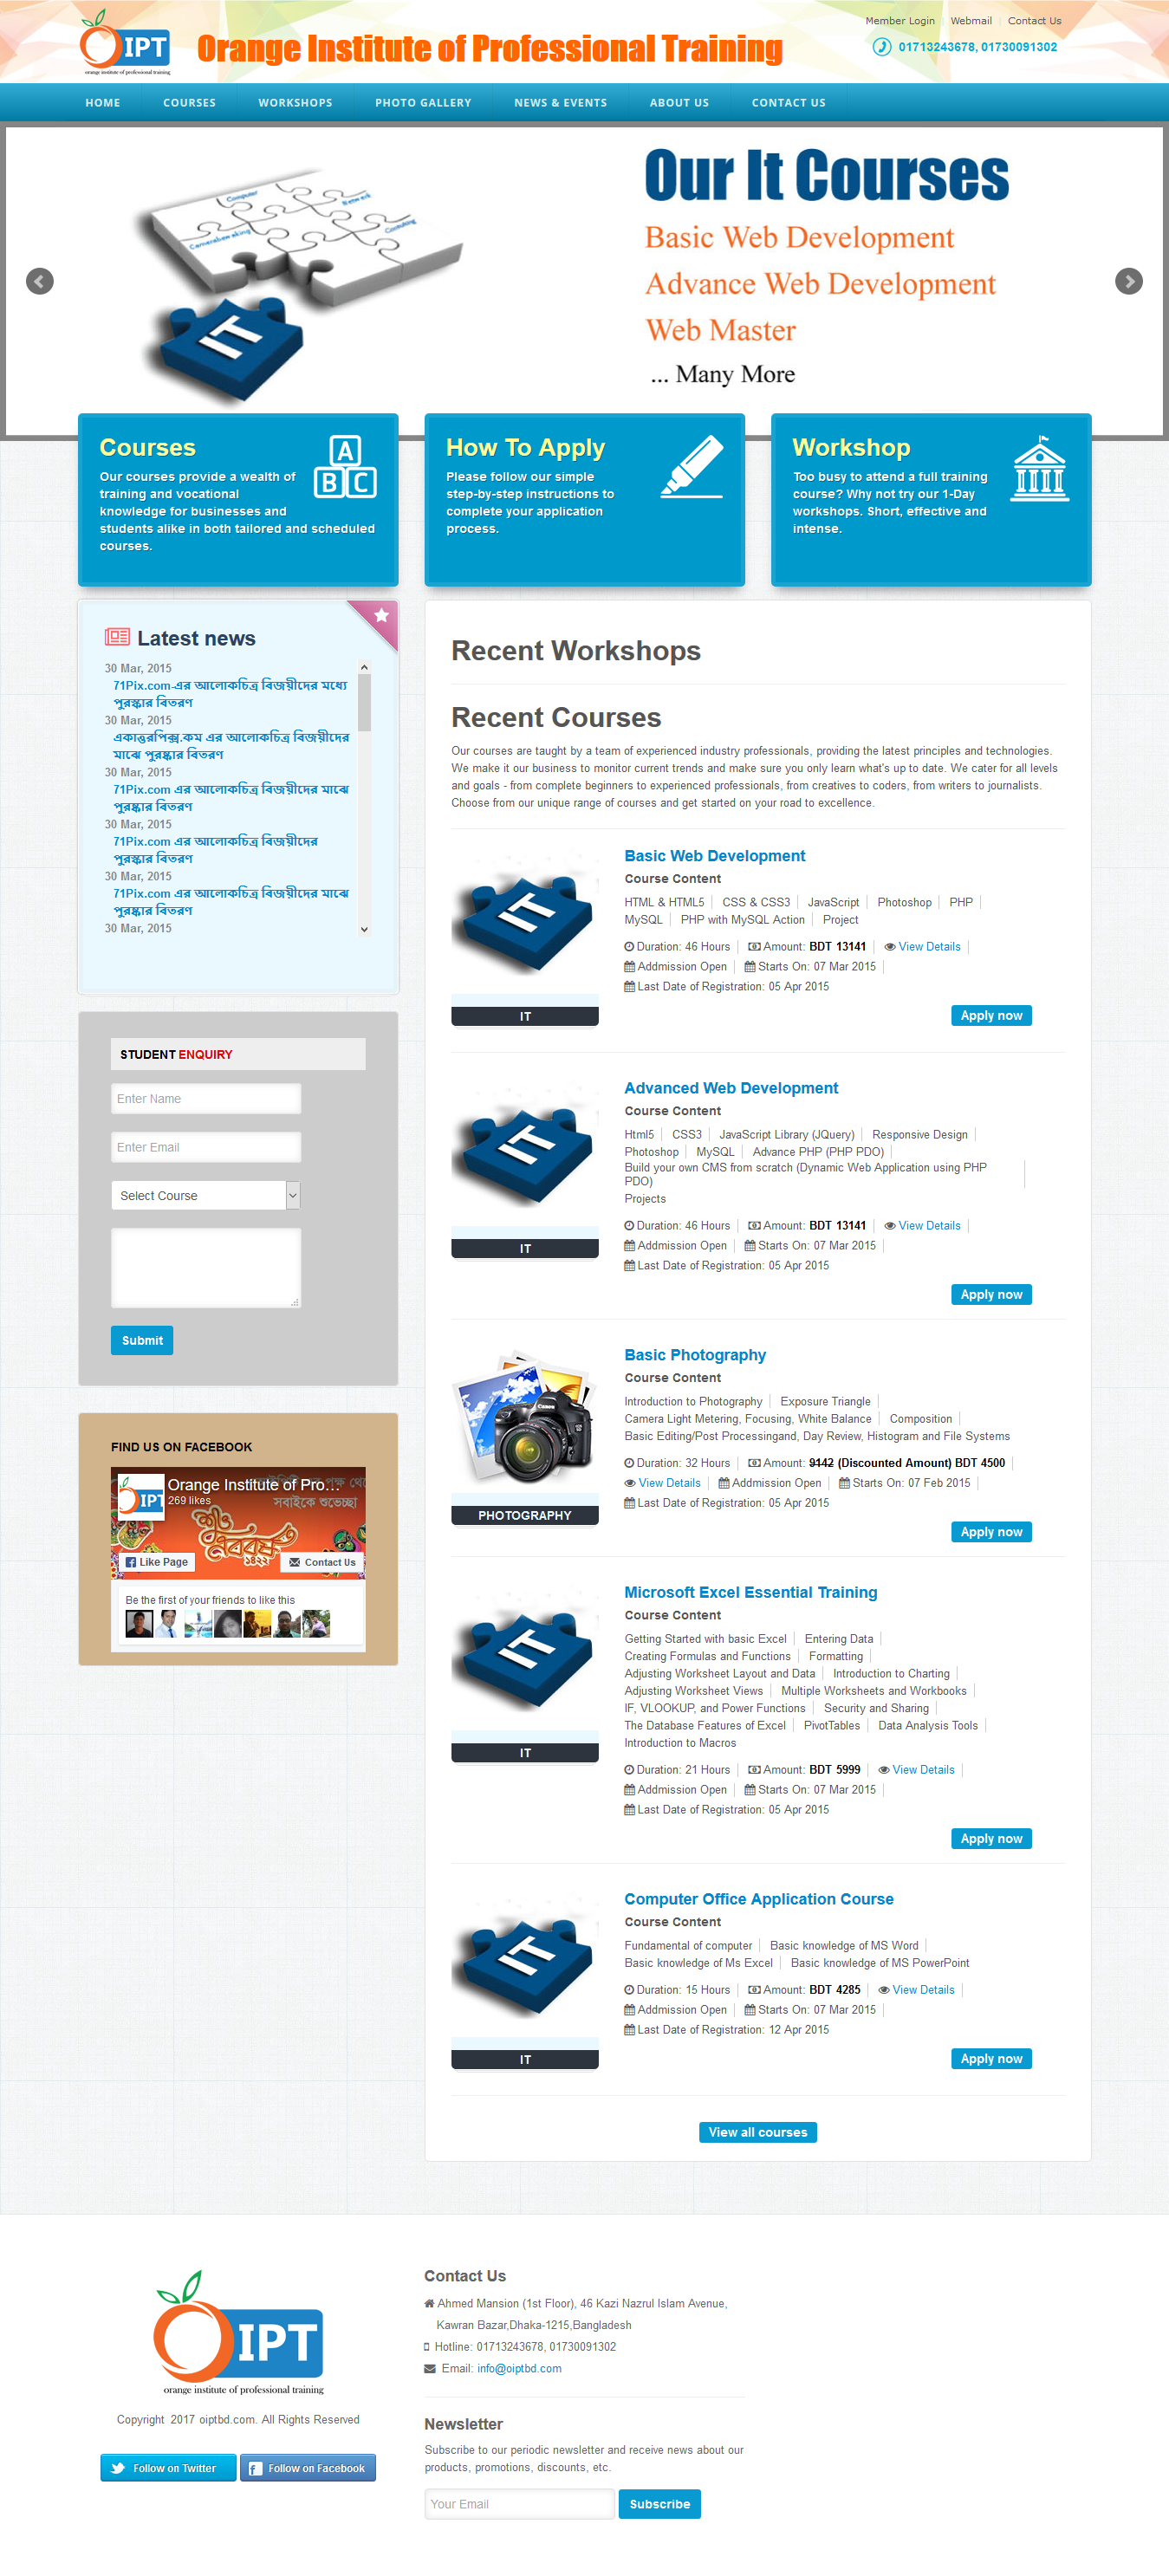 IPT
orange institute of professional training
Orange Institute of Professional Training
Member Login Webmail Contact Us
01713243678, 01730091302
HOME COURSES WORKSHOPS PHOTO GALLERY NEWS & EVENTS ABOUT US CONTACT US
Computer
Network
Cameraheewaking
Consulting
IT
Our It Courses
Basic Web Development
Advance Web Development
Web Master
... Many More
Courses
Our courses provide a wealth of
training and vocational
knowledge for businesses and
students alike in both tailored and scheduled
courses.
A
B C
How To Apply
Please follow our simple
step-by-step instructions to
complete your application
process.
Workshop
Too busy to attend a full training
course? Why not try our 1-Day
workshops. Short, effective and
intense.
Latest news
30 Mar, 2015
71Pix.com-এর আলোকচিত্র বিজয়ীদের মধ্যে
পুরস্কার বিতরণ
30 Mar, 2015
একাত্তরপিক্স.কম এর আলোকচিত্র বিজয়ীদের
মাঝে পুরষ্কার বিতরণ
30 Mar, 2015
71Pix.com এর আলোকচিত্র বিজয়ীদের মাঝে
পুরষ্কার বিতরণ
30 Mar, 2015
71Pix.com এর আলোকচিত্র বিজয়ীদের
পুরস্কার বিতরণ
30 Mar, 2015
71Pix.com এর আলোকচিত্র বিজয়ীদের মাঝে
পুরষ্কার বিতরণ
30 Mar, 2015
STUDENT ENQUIRY
Enter Name
Enter Email
Select Course
Submit
FIND US ON FACEBOOK
Orange Institute of Pro...
269 likes
IPT
সবাইকে শুভেচ্ছা
শুভ নববর্ষ
১৪২২
Like Page
Contact Us
Be the first of your friends to like this
Recent Workshops
Recent Courses
Our courses are taught by a team of experienced industry professionals, providing the latest principles and technologies.
We make it our business to monitor current trends and make sure you only learn what's up to date. We cater for all levels
and goals - from complete beginners to experienced professionals, from creatives to coders, from writers to journalists.
Choose from our unique range of courses and get started on your road to excellence.
IT
IT
Basic Web Development
Course Content
HTML & HTML5 CSS & CSS3 JavaScript Photoshop PHP
MySQL PHP with MySQL Action Project
Duration: 46 Hours Amount: BDT 13141 View Details
Addmission Open Starts On: 07 Mar 2015
Last Date of Registration: 05 Apr 2015
Apply now
IT
IT
Advanced Web Development
Course Content
Html5 CSS3 JavaScript Library (JQuery) Responsive Design
Photoshop MySQL Advance PHP (PHP PDO)
Build your own CMS from scratch (Dynamic Web Application using PHP
PDO)
Projects
Duration: 46 Hours Amount: BDT 13141 View Details
Addmission Open Starts On: 07 Mar 2015
Last Date of Registration: 05 Apr 2015
Apply now
Canon
PHOTOGRAPHY
Basic Photography
Course Content
Introduction to Photography Exposure Triangle
Camera Light Metering, Focusing, White Balance Composition
Basic Editing/Post Processingand, Day Review, Histogram and File Systems
Duration: 32 Hours Amount: 9142 (Discounted Amount) BDT 4500
View Details Addmission Open Starts On: 07 Feb 2015
Last Date of Registration: 05 Apr 2015
Apply now
IT
IT
Microsoft Excel Essential Training
Course Content
Getting Started with basic Excel Entering Data
Creating Formulas and Functions Formatting
Adjusting Worksheet Layout and Data Introduction to Charting
Adjusting Worksheet Views Multiple Worksheets and Workbooks
IF, VLOOKUP, and Power Functions Security and Sharing
The Database Features of Excel PivotTables Data Analysis Tools
Introduction to Macros
Duration: 21 Hours Amount: BDT 5999 View Details
Addmission Open Starts On: 07 Mar 2015
Last Date of Registration: 05 Apr 2015
Apply now
IT
IT
Computer Office Application Course
Course Content
Fundamental of computer Basic knowledge of MS Word
Basic knowledge of Ms Excel Basic knowledge of MS PowerPoint
Duration: 15 Hours Amount: BDT 4285 View Details
Addmission Open Starts On: 07 Mar 2015
Last Date of Registration: 12 Apr 2015
Apply now
View all courses
IPT
orange institute of professional training
Copyright 2017 oiptbd.com. All Rights Reserved
Follow on Twitter
Follow on Facebook
Contact Us
Ahmed Mansion (1st Floor), 46 Kazi Nazrul Islam Avenue,
Kawran Bazar,Dhaka-1215,Bangladesh
Hotline: 01713243678, 01730091302
Email: info@oiptbd.com
Newsletter
Subscribe to our periodic newsletter and receive news about our
products, promotions, discounts, etc.
Your Email
Subscribe